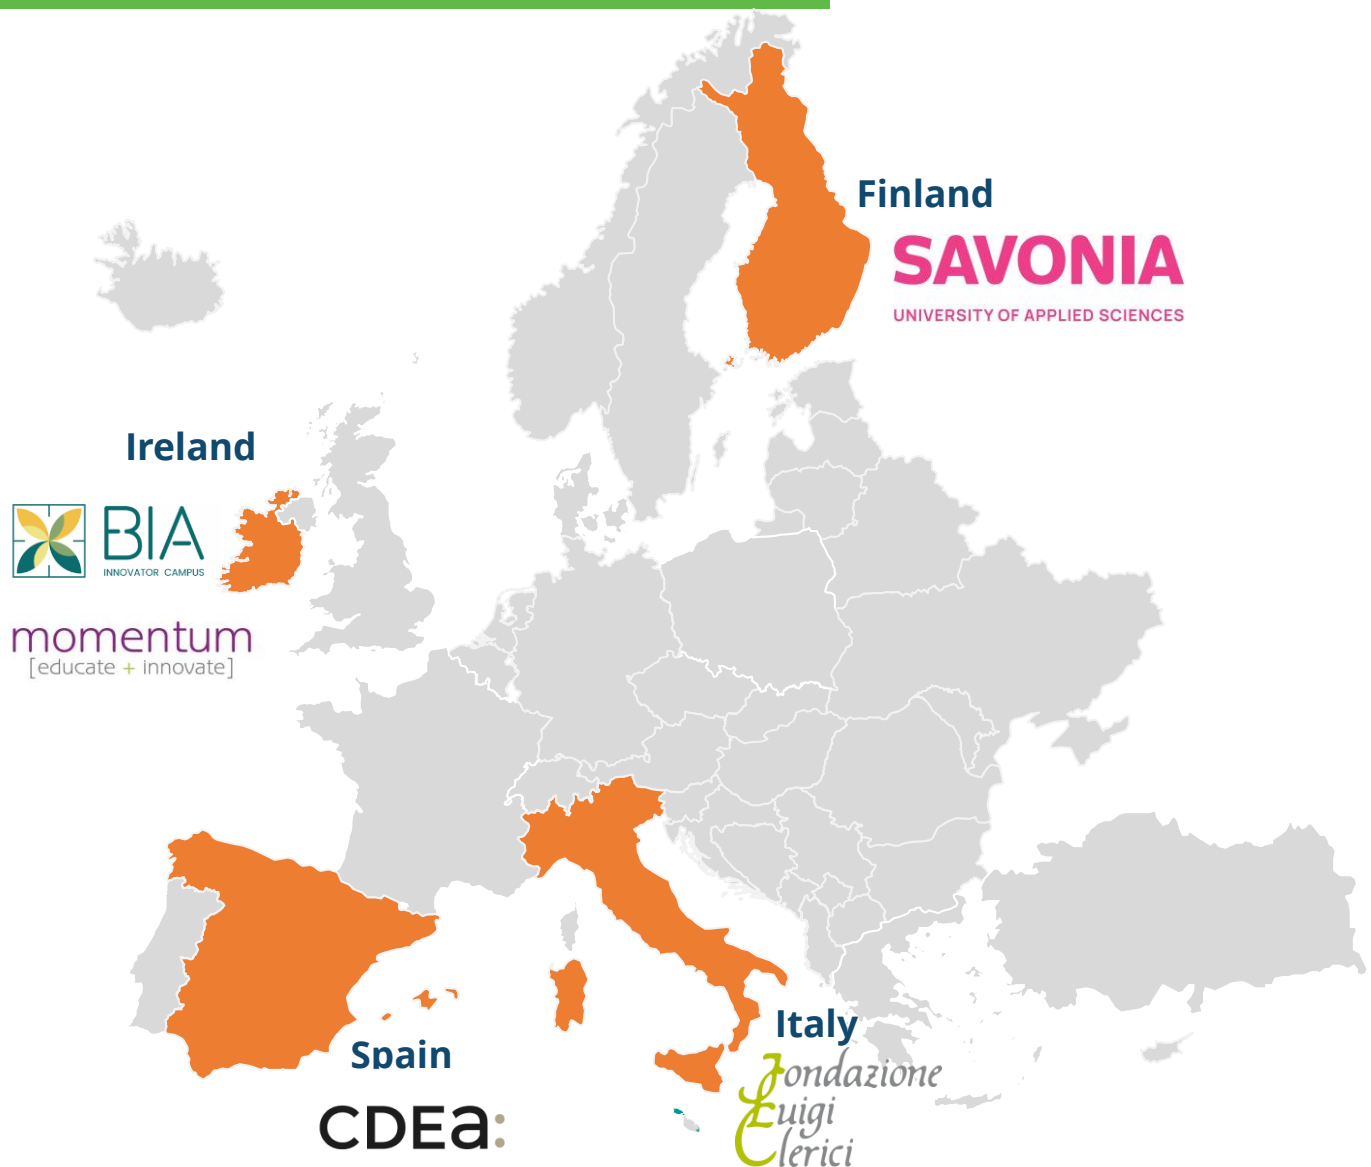 Finland
SAVONIA
UNIVERSITY OF APPLIED SCIENCES
Ireland
BIA
INNOVATOR CAMPUS
momentum
[educate + innovate]
Italy
Fondazione
Luigi
Clerici
Spain
CDEa: